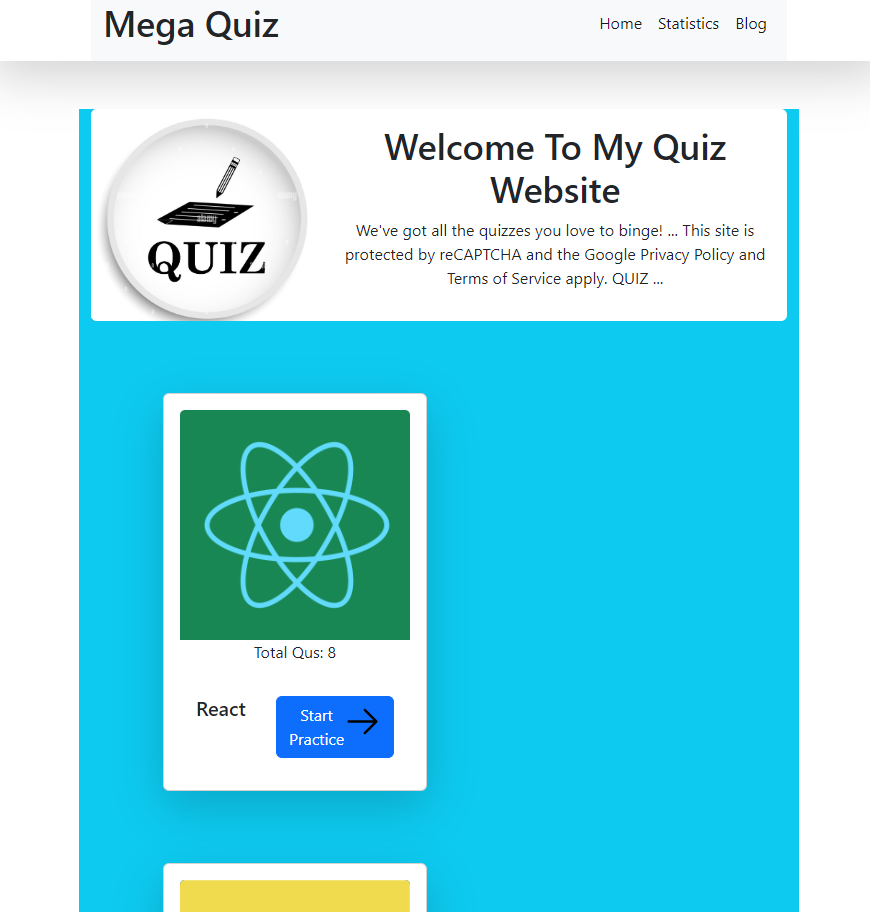 Mega Quiz
Home Statistics Blog
alamy
QUIZ
Welcome To My Quiz
Website
We've got all the quizzes you love to binge! ... This site is
protected by reCAPTCHA and the Google Privacy Policy and
Terms of Service apply. QUIZ ...
Total Qus: 8
React
Start
Practice